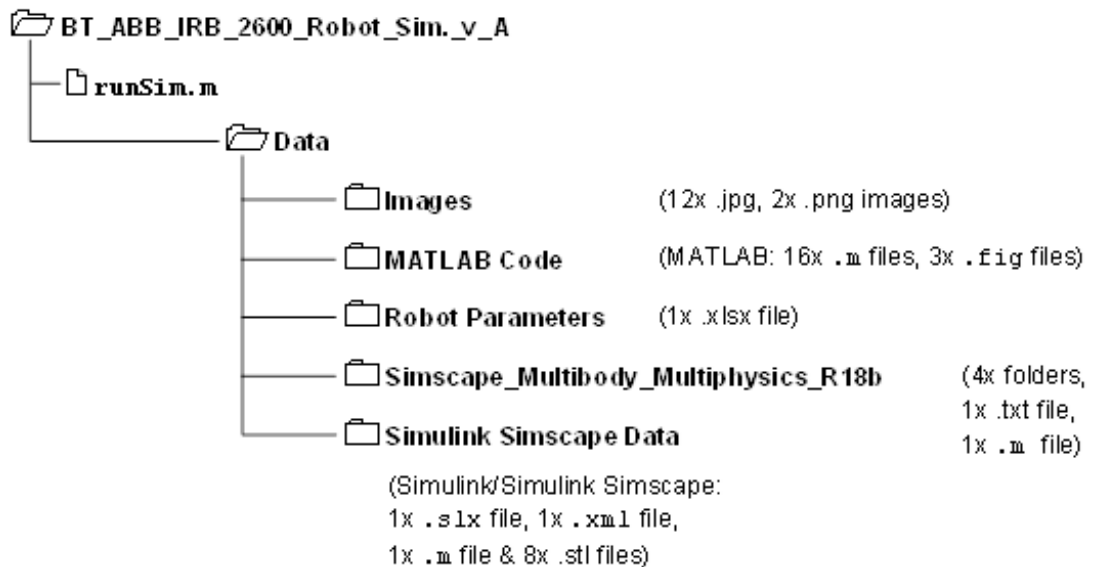 BT_ABB_IRB_2600_Robot_Sim._v_A
runSim.m
Data
Images (12x .jpg, 2x .png images)
MATLAB Code (MATLAB: 16x .m files, 3x .fig files)
Robot Parameters (1x .xlsx file)
Simscape_Multibody_Multiphysics_R18b (4x folders,
1x .txt file,
1x .m file)
Simulink Simscape Data
(Simulink/Simulink Simscape:
1x .slx file, 1x .xml file,
1x .m file & 8x .stl files)